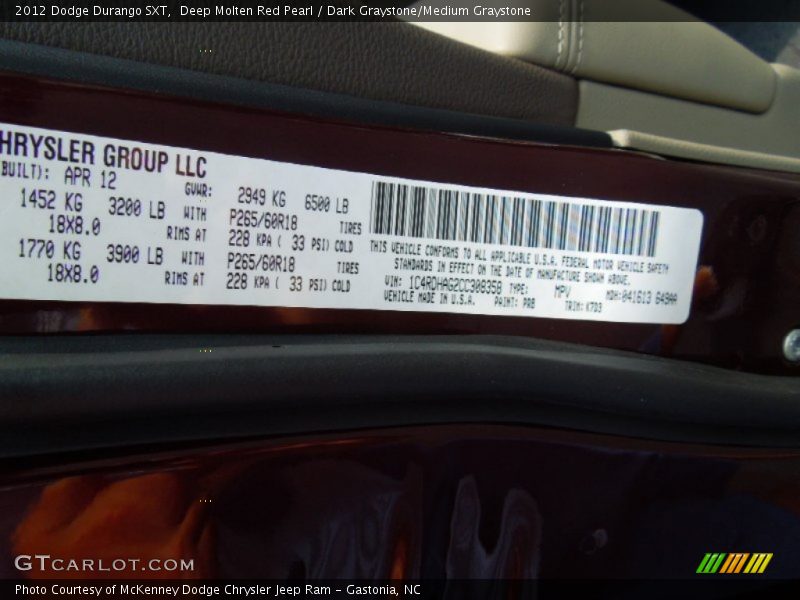 2012 Dodge Durango SXT,  Deep Molten Red Pearl / Dark Graystone/Medium Graystone
HRYSLER GROUP LLC
BUILT): APR 12
GVWR: 2949 KG 6500 LB
1452 KG 3200 LB WITH P265/60R18 TIRES
18X8.0 RIMS AT 228 KPA ( 33 PSI) COLD
1770 KG 3900 LB WITH P265/60R18 TIRES
18X8.0 RIMS AT 228 KPA ( 33 PSI) COLD
THIS VEHICLE CONFORMS TO ALL APPLICABLE U.S.A. FEDERAL MOTOR VEHICLE SAFETY
STANDARDS IN EFFECT ON THE DATE OF MANUFACTURE SHOWN ABOVE.
VIN: 1C4RDHAG2CC308358 TYPE: MPV MDH:041613 649AA
VEHICLE MADE IN U.S.A. PAINT: PRB TRIM: K7D3
GTCARLOT.COM
Photo Courtesy of McKenney Dodge Chrysler Jeep Ram - Gastonia, NC